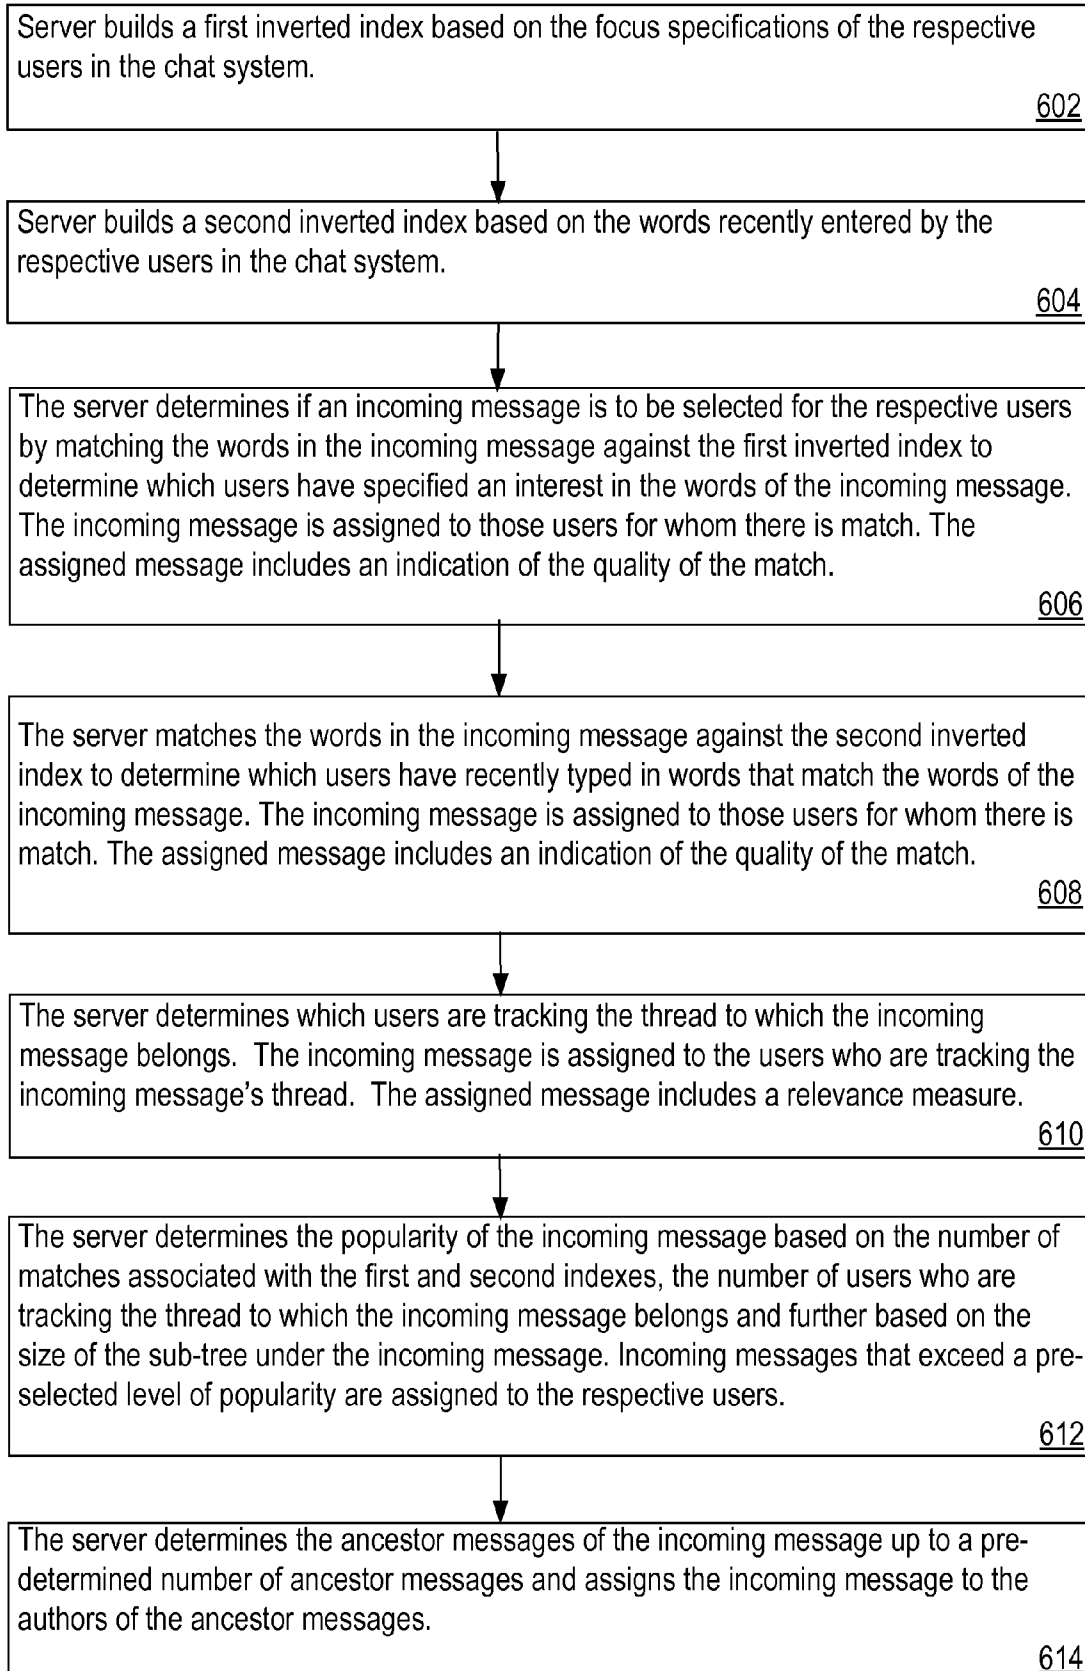 Server builds a first inverted index based on the focus specifications of the respective
users in the chat system.
602
Server builds a second inverted index based on the words recently entered by the
respective users in the chat system.
604
The server determines if an incoming message is to be selected for the respective users
by matching the words in the incoming message against the first inverted index to
determine which users have specified an interest in the words of the incoming message.
The incoming message is assigned to those users for whom there is match. The
assigned message includes an indication of the quality of the match.
606
The server matches the words in the incoming message against the second inverted
index to determine which users have recently typed in words that match the words of the
incoming message. The incoming message is assigned to those users for whom there is
match. The assigned message includes an indication of the quality of the match.
608
The server determines which users are tracking the thread to which the incoming
message belongs.  The incoming message is assigned to the users who are tracking the
incoming message's thread.  The assigned message includes a relevance measure.
610
The server determines the popularity of the incoming message based on the number of
matches associated with the first and second indexes, the number of users who are
tracking the thread to which the incoming message belongs and further based on the
size of the sub-tree under the incoming message. Incoming messages that exceed a pre-
selected level of popularity are assigned to the respective users.
612
The server determines the ancestor messages of the incoming message up to a pre-
determined number of ancestor messages and assigns the incoming message to the
authors of the ancestor messages.
614